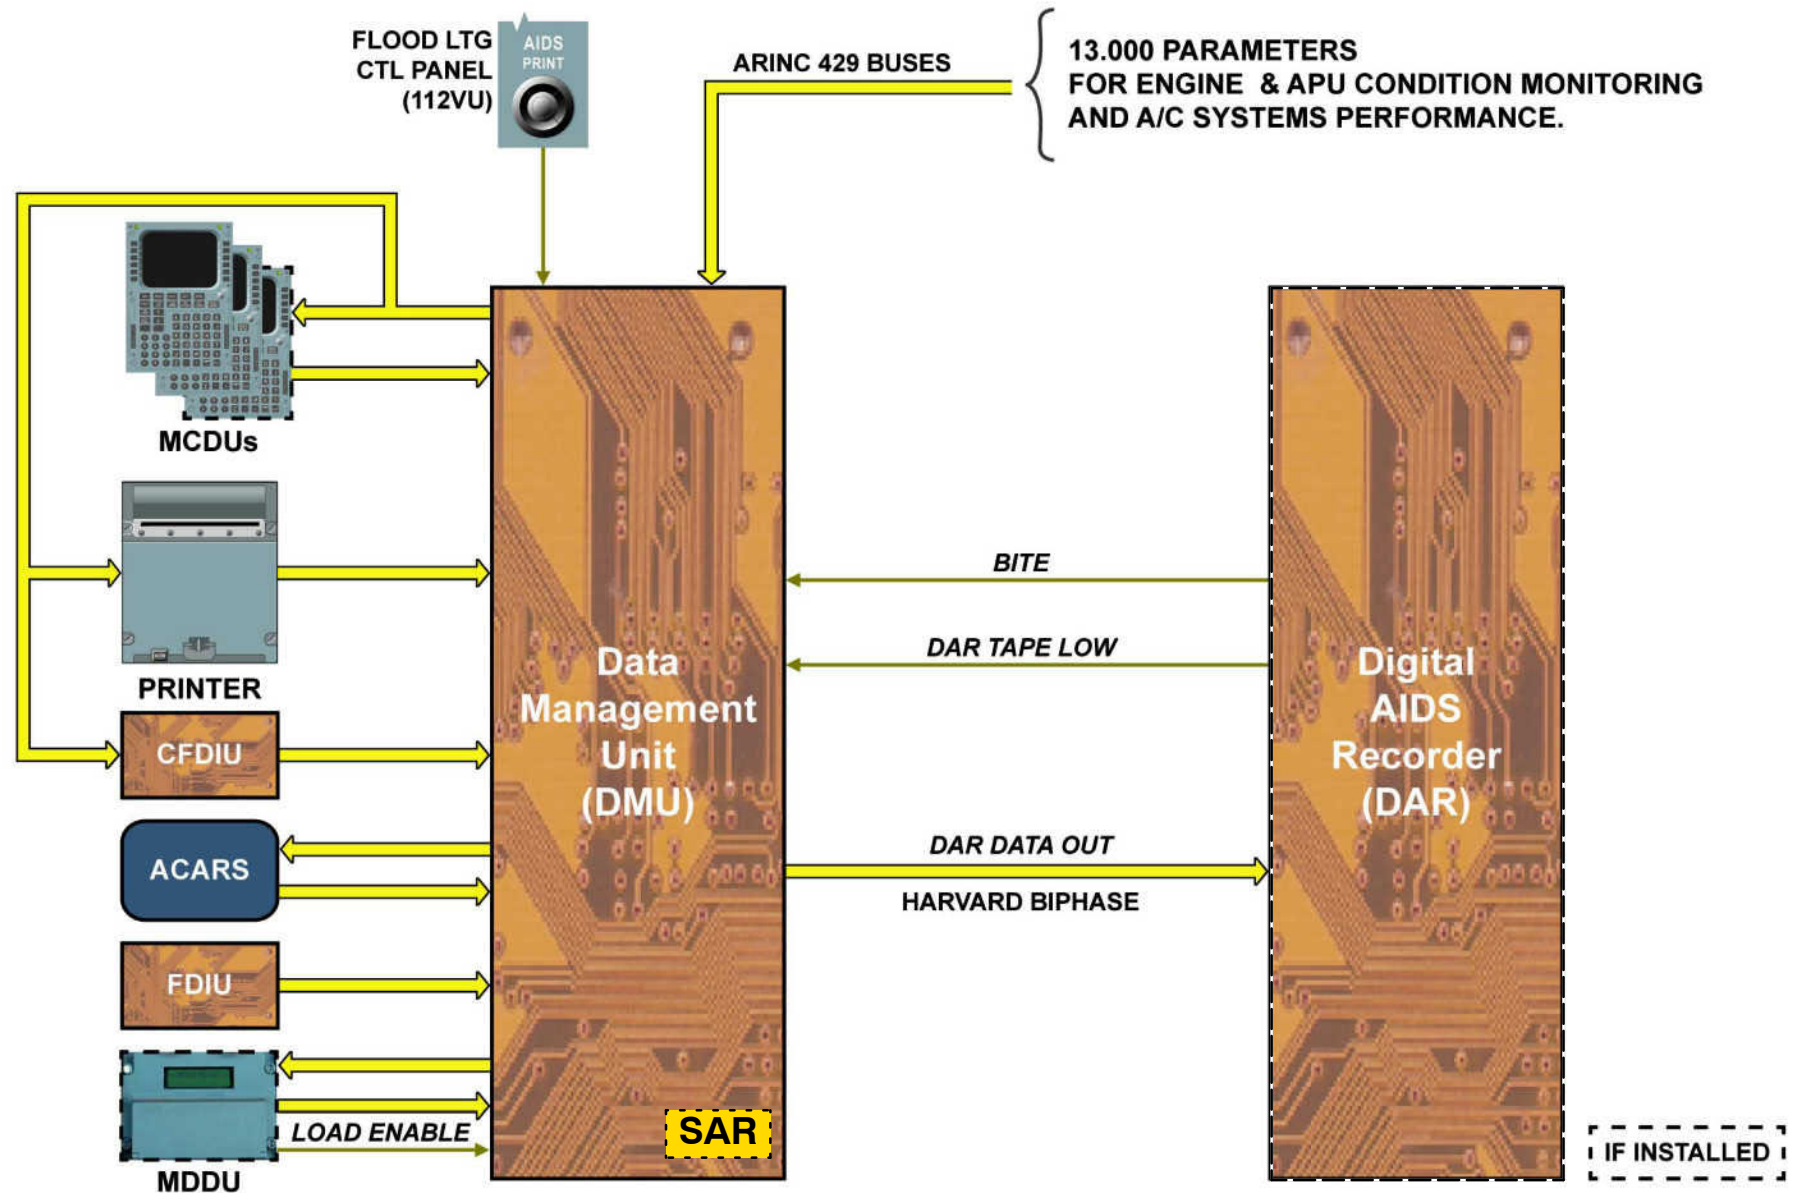 FLOOD LTG
CTL PANEL
(112VU)
AIDS
PRINT
ARINC 429 BUSES
13.000 PARAMETERS
FOR ENGINE & APU CONDITION MONITORING
AND A/C SYSTEMS PERFORMANCE.
MCDUs
PRINTER
CFDIU
ACARS
FDIU
LOAD ENABLE
MDDU
Data
Management
Unit
(DMU)
SAR
BITE
DAR TAPE LOW
DAR DATA OUT
HARVARD BIPHASE
Digital
AIDS
Recorder
(DAR)
IF INSTALLED